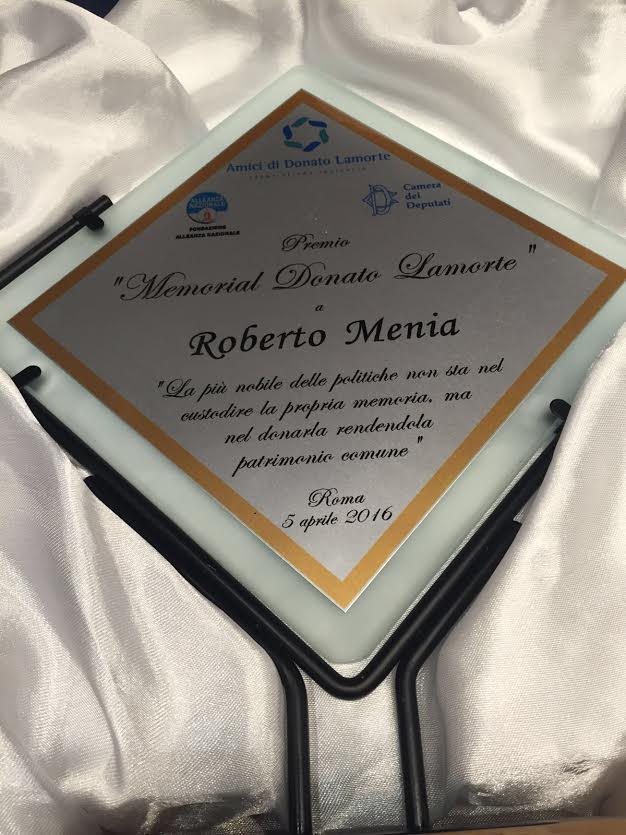 Amici di Donato Lamorte
ALLEANZA
NAZIONALE
FONDAZIONE
ALLEANZA NAZIONALE
Camera
dei
Deputati
Premio
"Memorial Donato Lamorte"
a
Roberto Menia
"La più nobile delle politiche non sta nel
custodire la propria memoria. ma
nel donarla rendendola
patrimonio comune"
Roma
5 aprile 2016